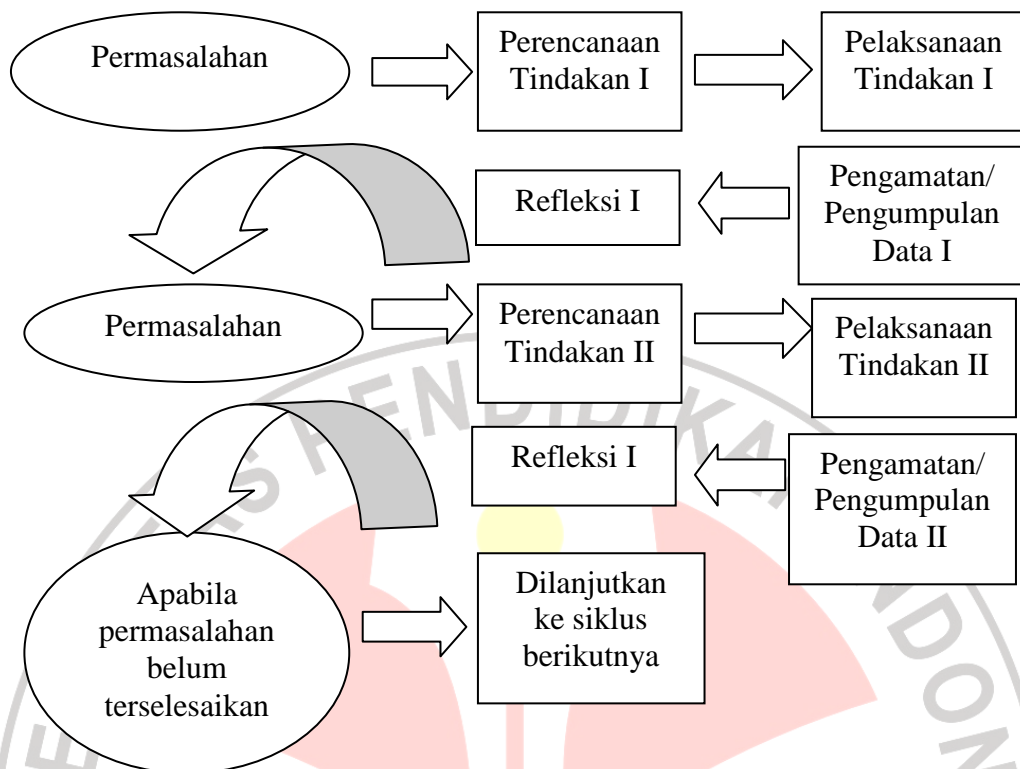 Permasalahan
Perencanaan
Tindakan I
Pelaksanaan
Tindakan I
Pengamatan/
Pengumpulan
Data I
Refleksi I
Permasalahan
Perencanaan
Tindakan II
Pelaksanaan
Tindakan II
Pengamatan/
Pengumpulan
Data II
Refleksi I
Apabila
permasalahan
belum
terselesaikan
Dilanjutkan
ke siklus
berikutnya
PENDIDIKA